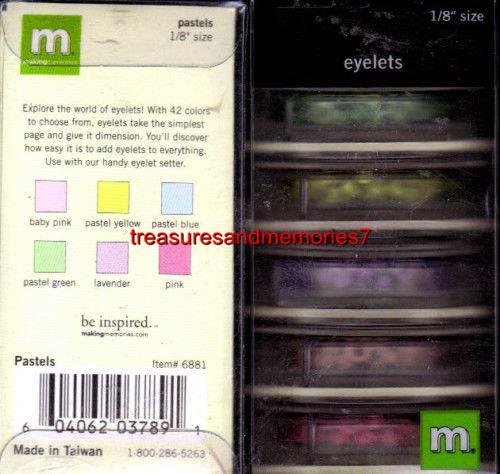 m
makingmemories
pastels
1/8" size
Explore the world of eyelets! With 42 colors
to choose from, eyelets take the simplest
page and give it dimension. You'll discover
how easy it is to add eyelets to everything.
Use with our handy eyelet setter.
baby pink
pastel yellow
pastel blue
pastel green
lavender
pink
be inspired.™
makingmemories.com
Pastels
Item# 6881
6 04062 03789 1
Made in Taiwan
1-800-286-5263
1/8" size
eyelets
m
treasuresandmemories7